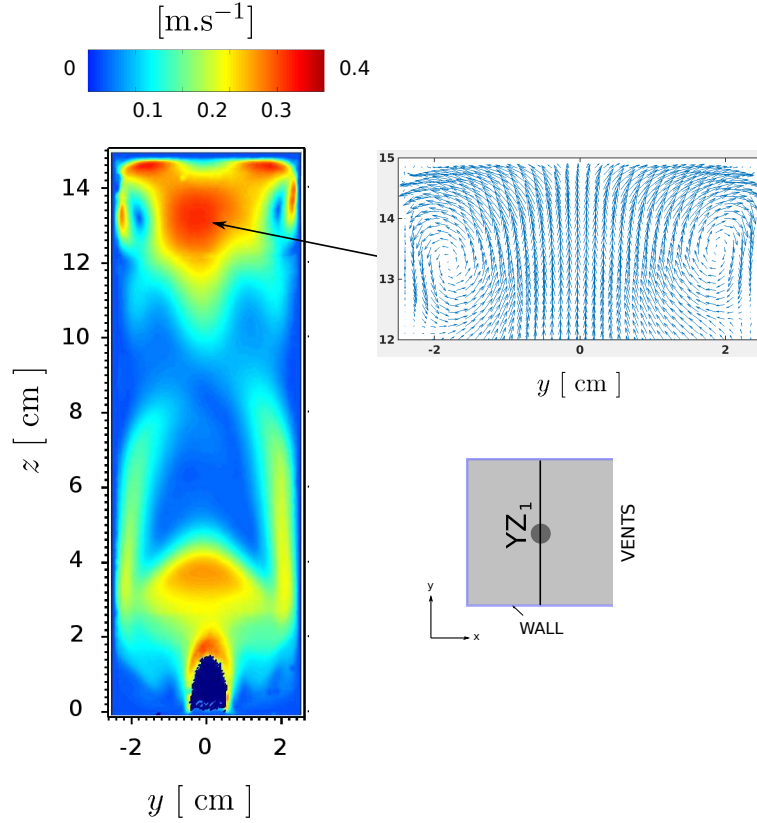 [m.s−1]
0 0.4
0.1 0.2 0.3
14
12
10
8
6
4
2
0
-2 0 2
z [ cm ]
y [ cm ]
15
14
13
12
-2 0 2
y [ cm ]
YZ1
VENTS
WALL
y
x